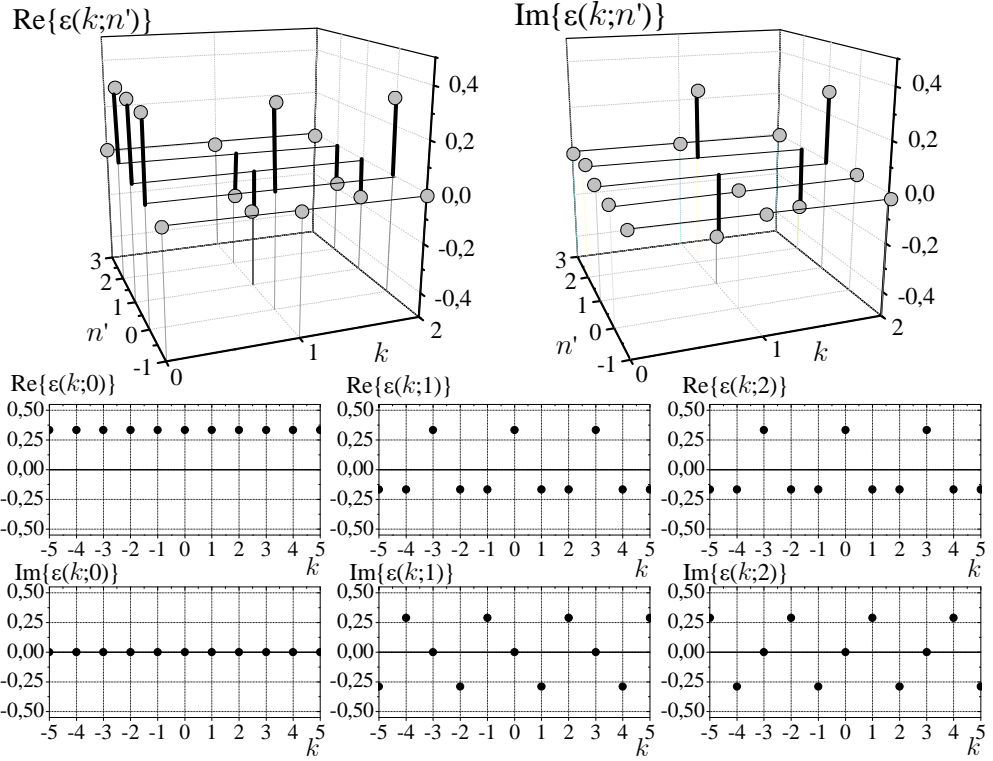 Re{ε(k;n')} Im{ε(k;n')}
0,4 0,4
0,2 0,2
0,0 0,0
-0,2 -0,2
-0,4 -0,4
3 3
2 2
1 1
0 0
-1 -1
n' n'
0 1 2 0 1 2
k k
Re{ε(k;0)} Re{ε(k;1)} Re{ε(k;2)}
0,50 0,50 0,50
0,25 0,25 0,25
0,00 0,00 0,00
-0,25 -0,25 -0,25
-0,50 -0,50 -0,50
-5 -4 -3 -2 -1 0 1 2 3 4 5 -5 -4 -3 -2 -1 0 1 2 3 4 5 -5 -4 -3 -2 -1 0 1 2 3 4 5
k k k
Im{ε(k;0)} Im{ε(k;1)} Im{ε(k;2)}
0,50 0,50 0,50
0,25 0,25 0,25
0,00 0,00 0,00
-0,25 -0,25 -0,25
-0,50 -0,50 -0,50
-5 -4 -3 -2 -1 0 1 2 3 4 5 -5 -4 -3 -2 -1 0 1 2 3 4 5 -5 -4 -3 -2 -1 0 1 2 3 4 5
k k k